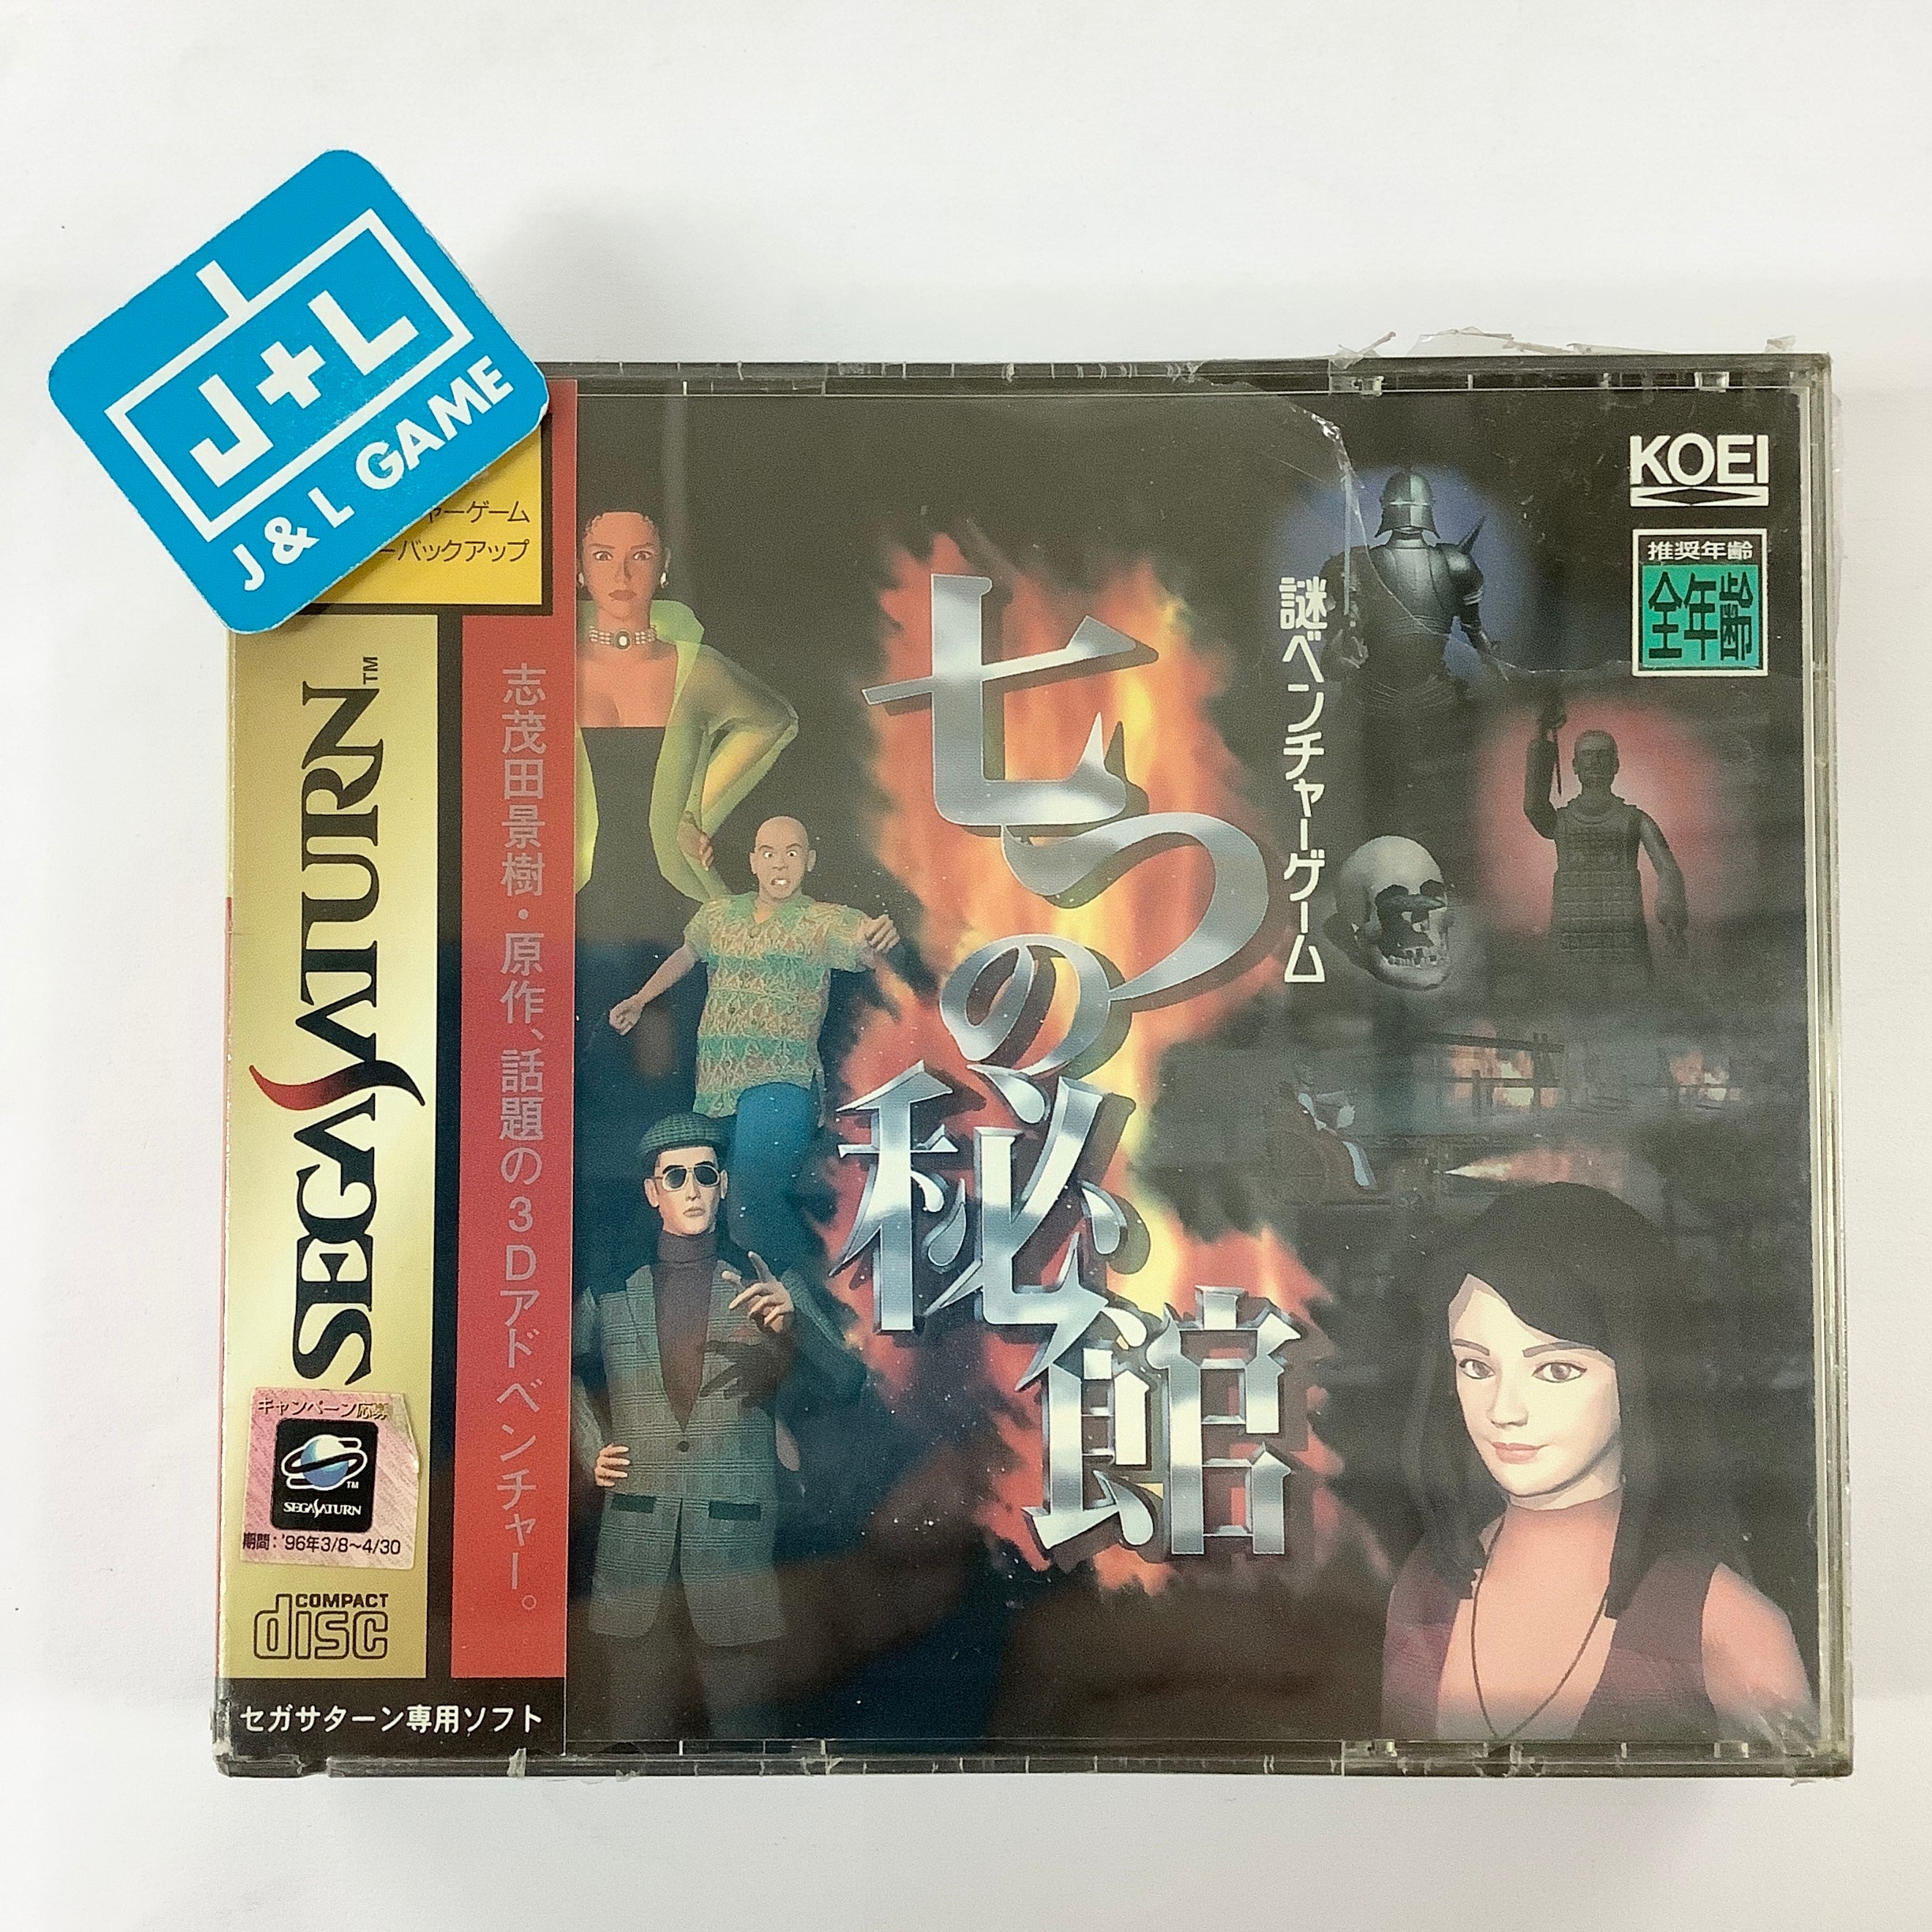 J+L
J & L GAME
ャーゲーム
ーバックアップ
SEGA SATURN™
志茂田景樹・原作、話題の3Dアドベンチャー。
キャンペーン応募
TM
SEGA SATURN
期間：'96年3/8～4/30
COMPACT
disc
セガサターン専用ソフト
謎ベンチャーゲーム
七つの秘館
KOEI
推奨年齢
全年齢